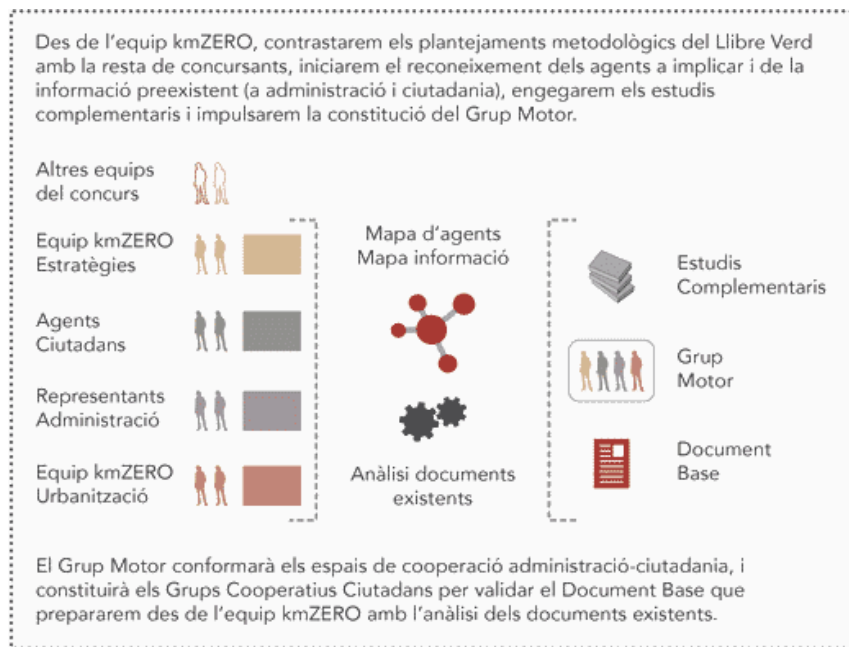 Des de l'equip kmZERO, contrastarem els plantejaments metodològics del Llibre Verd
amb la resta de concursants, iniciarem el reconeixement dels agents a implicar i de la
informació preexistent (a administració i ciutadania), engegarem els estudis
complementaris i impulsarem la constitució del Grup Motor.
Altres equips
del concurs
Equip kmZERO
Estratègies
Agents
Ciutadans
Representants
Administració
Equip kmZERO
Urbanització
Mapa d'agents
Mapa informació
Anàlisi documents
existents
Estudis
Complementaris
Grup
Motor
Document
Base
El Grup Motor conformarà els espais de cooperació administració-ciutadania, i
constituirà els Grups Cooperatius Ciutadans per validar el Document Base que
prepararem des de l'equip kmZERO amb l'anàlisi dels documents existents.